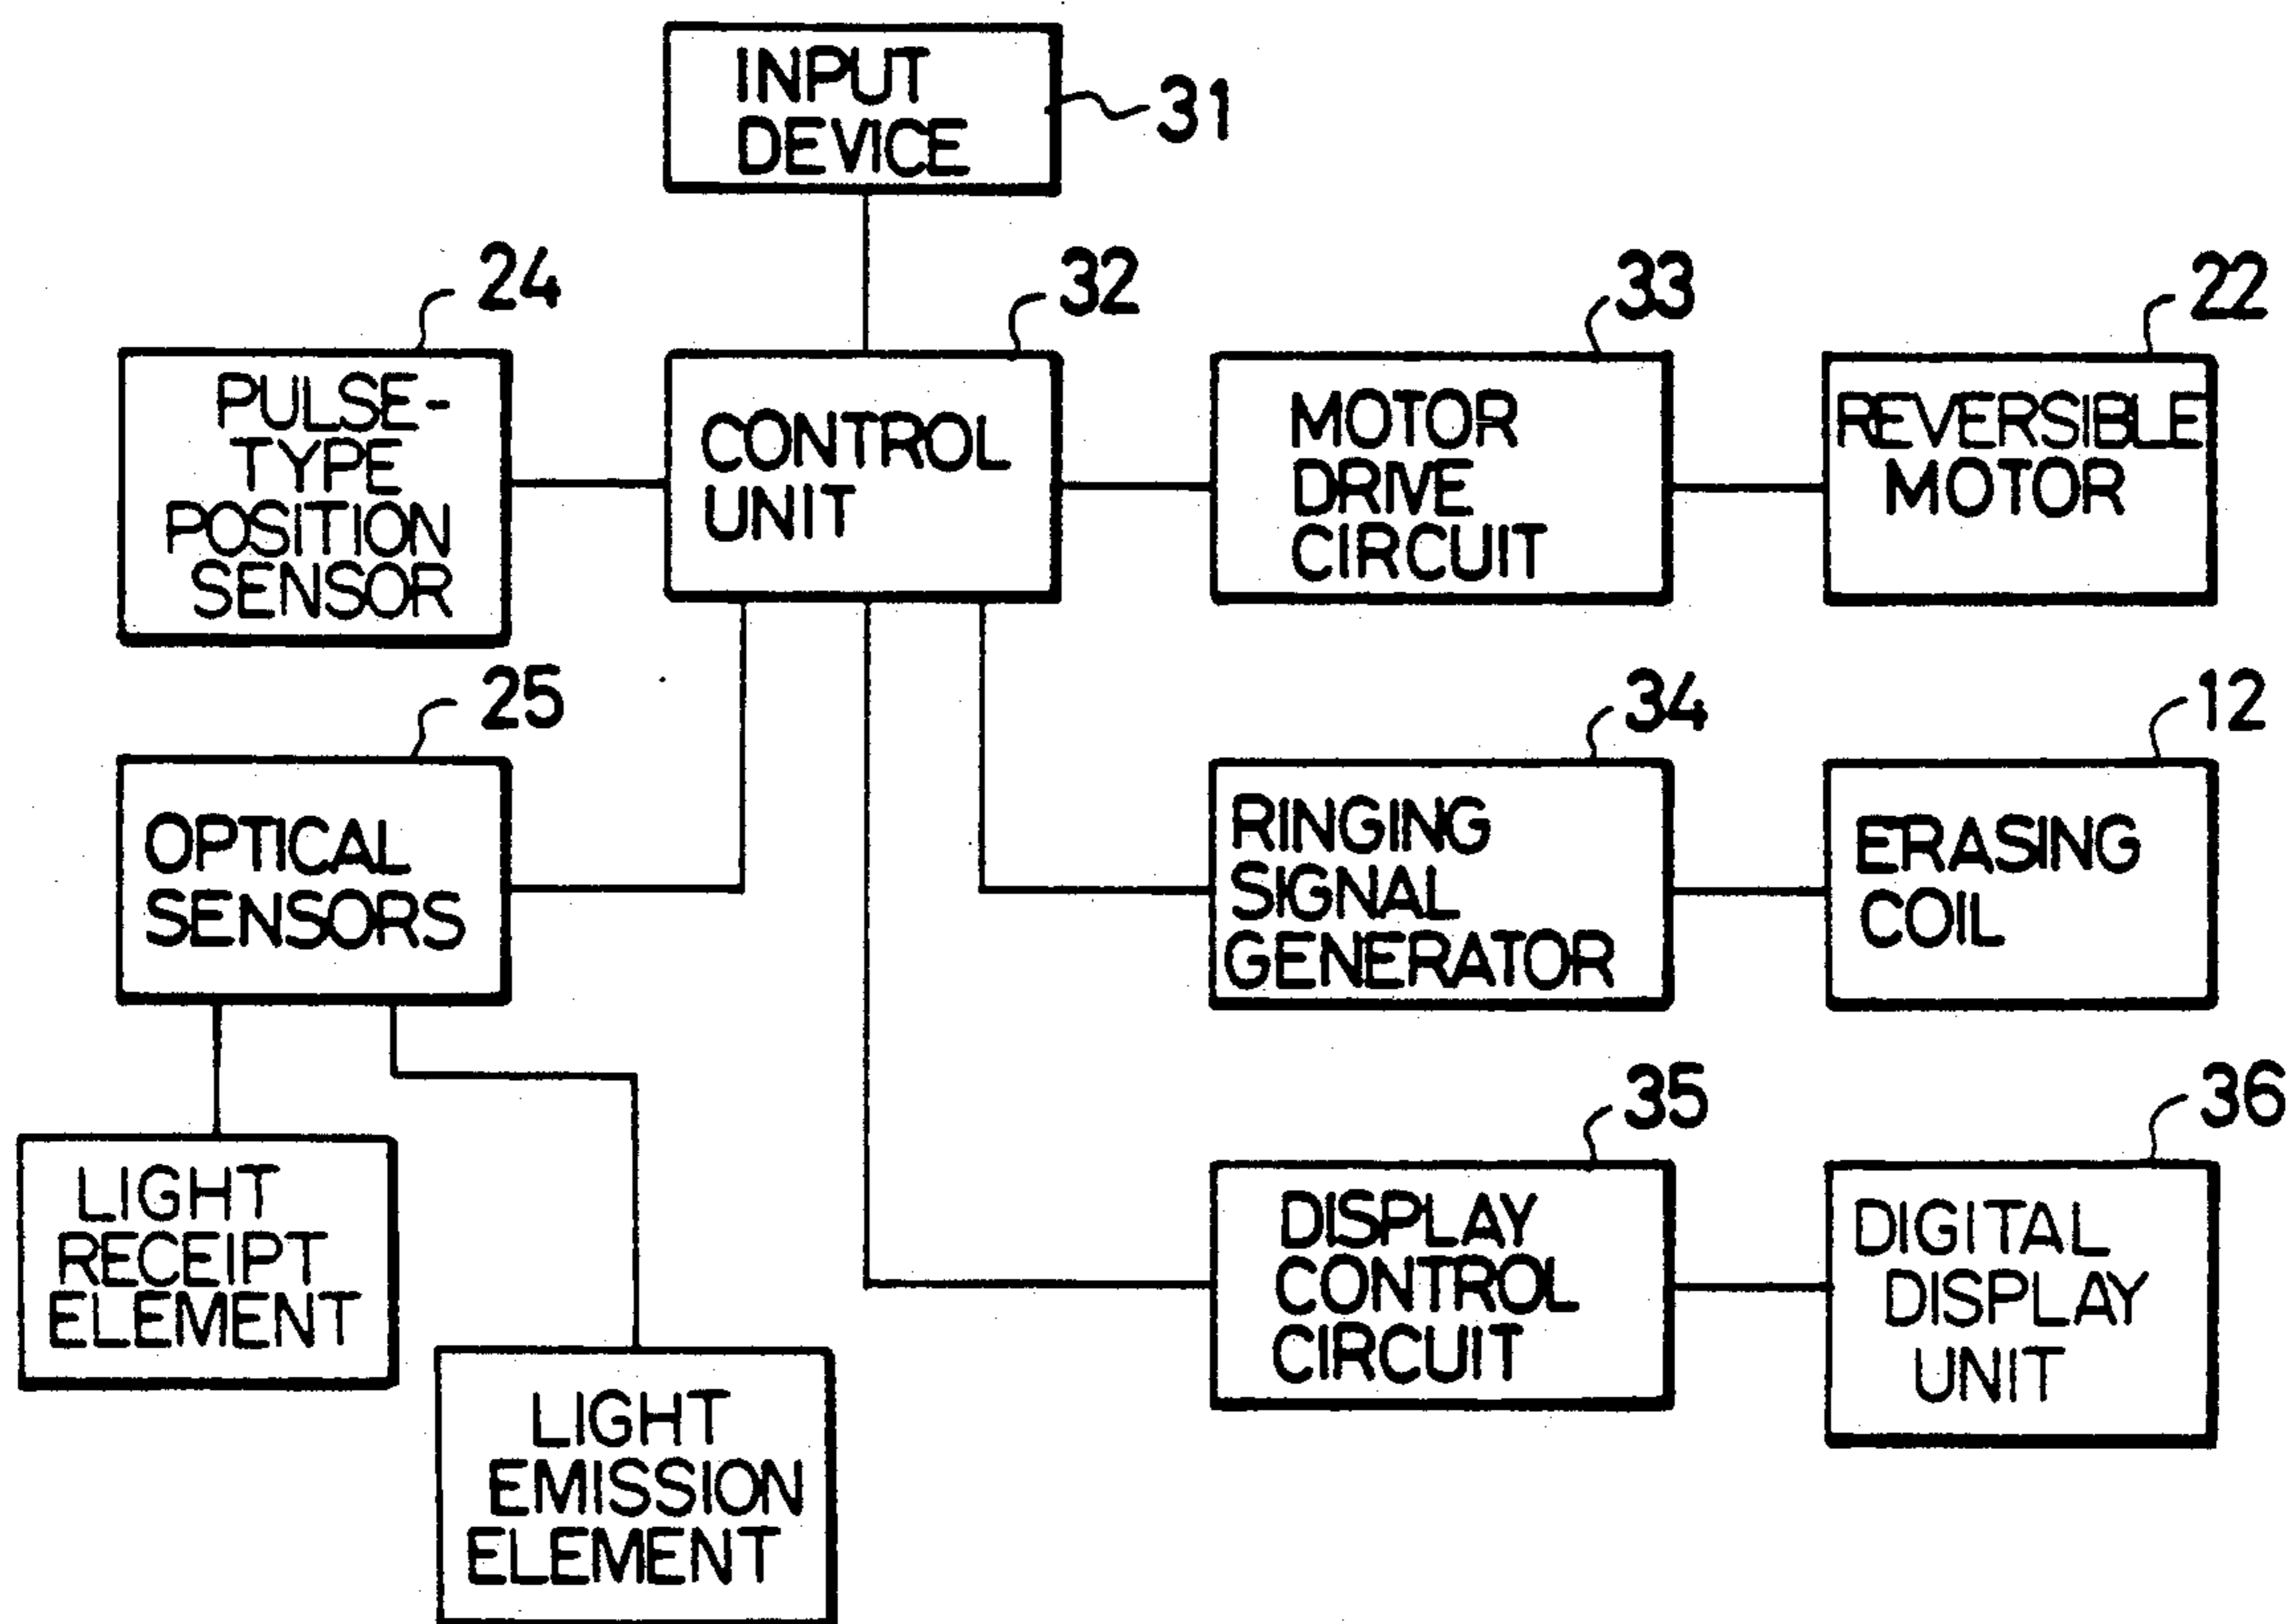 INPUT
DEVICE
31
24
PULSE-
TYPE
POSITION
SENSOR
32
CONTROL
UNIT
33
MOTOR
DRIVE
CIRCUIT
22
REVERSIBLE
MOTOR
25
OPTICAL
SENSORS
34
RINGING
SIGNAL
GENERATOR
12
ERASING
COIL
LIGHT
RECEIPT
ELEMENT
LIGHT
EMISSION
ELEMENT
35
DISPLAY
CONTROL
CIRCUIT
36
DIGITAL
DISPLAY
UNIT